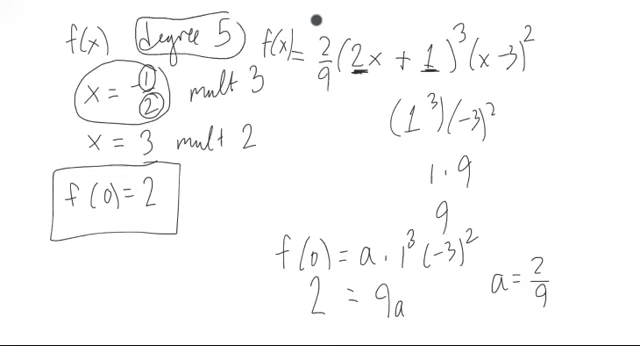 f(x) degree 5
x = -1/2 mult 3
x = 3 mult 2
f(0) = 2
f(x) = 2/9 (2x + 1)^3 (x-3)^2
(1^3)(-3)^2
1 · 9
9
f(0) = a · 1^3 (-3)^2
2 = 9a
a = 2/9